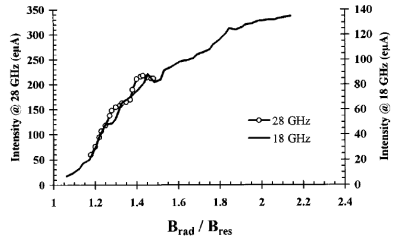 350
300
250
200
150
100
50
0
Intensity @ 28 GHz (eμA)
140
120
100
80
60
40
20
0
Intensity @ 18 GHz (eμA)
28 GHz
18 GHz
1 1.2 1.4 1.6 1.8 2 2.2 2.4
B_rad / B_res